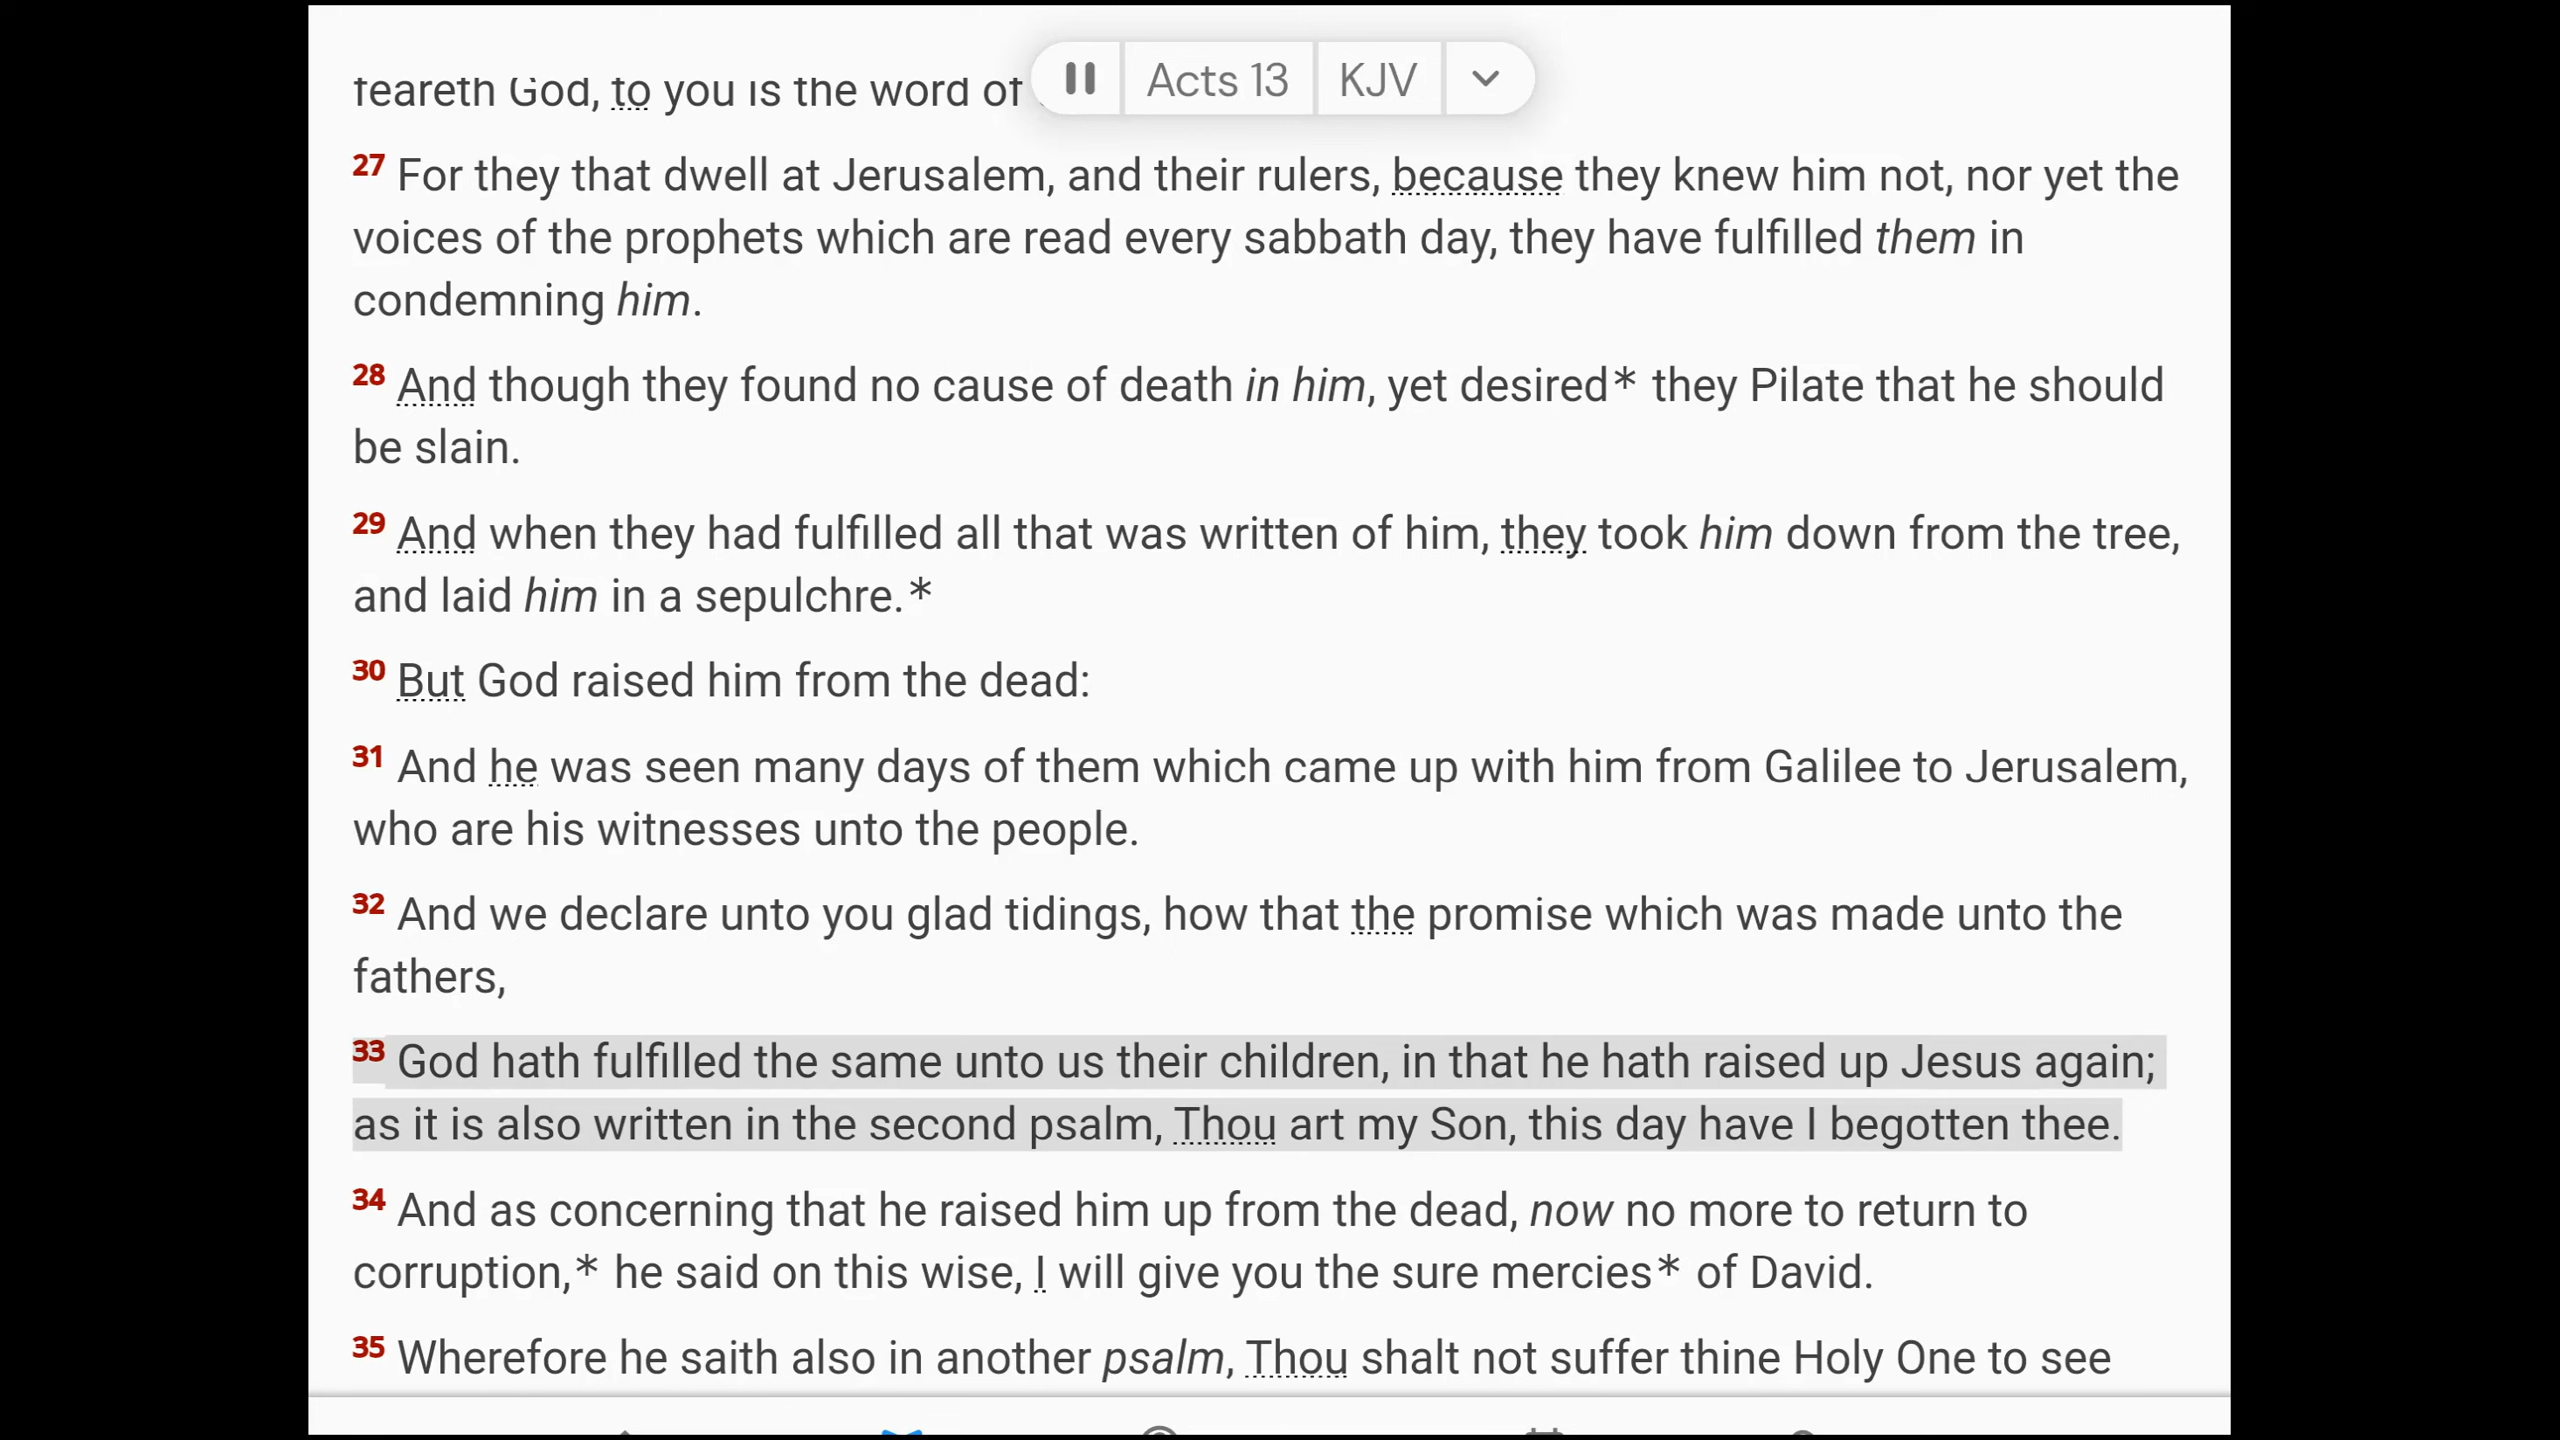 feareth God, to you is the word of
Acts 13 KJV
27 For they that dwell at Jerusalem, and their rulers, because they knew him not, nor yet the
voices of the prophets which are read every sabbath day, they have fulfilled them in
condemning him.
28 And though they found no cause of death in him, yet desired* they Pilate that he should
be slain.
29 And when they had fulfilled all that was written of him, they took him down from the tree,
and laid him in a sepulchre.*
30 But God raised him from the dead:
31 And he was seen many days of them which came up with him from Galilee to Jerusalem,
who are his witnesses unto the people.
32 And we declare unto you glad tidings, how that the promise which was made unto the
fathers,
33 God hath fulfilled the same unto us their children, in that he hath raised up Jesus again;
as it is also written in the second psalm, Thou art my Son, this day have I begotten thee.
34 And as concerning that he raised him up from the dead, now no more to return to
corruption,* he said on this wise, I will give you the sure mercies* of David.
35 Wherefore he saith also in another psalm, Thou shalt not suffer thine Holy One to see